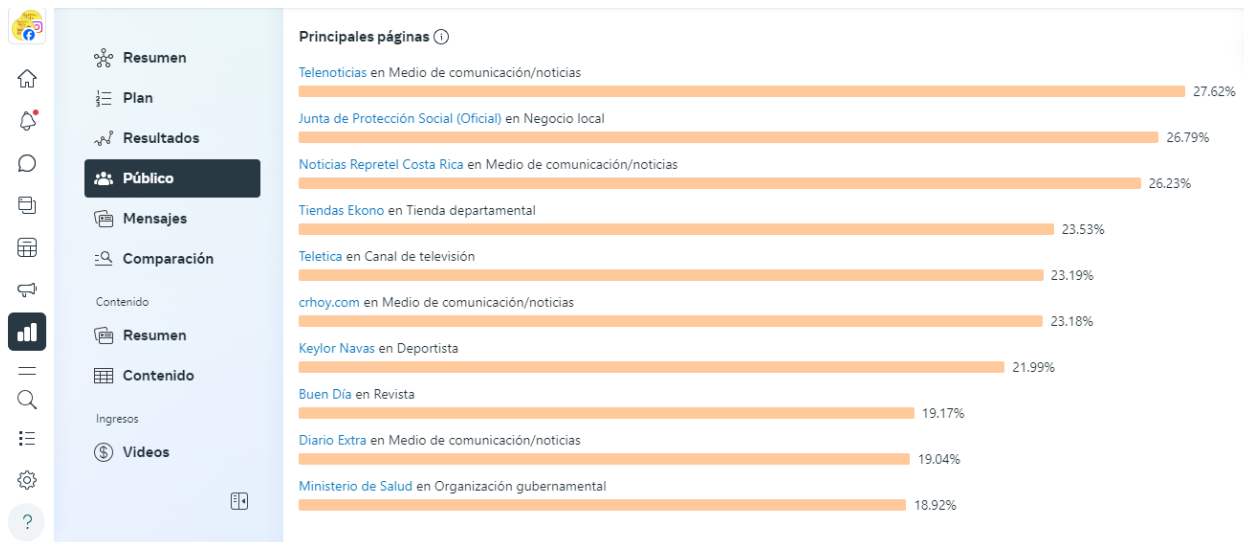 Resumen
Plan
Resultados
Público
Mensajes
Comparación
Contenido
Resumen
Contenido
Ingresos
Videos
Principales páginas
Telenoticias en Medio de comunicación/noticias
27.62%
Junta de Protección Social (Oficial) en Negocio local
26.79%
Noticias Repretel Costa Rica en Medio de comunicación/noticias
26.23%
Tiendas Ekono en Tienda departamental
23.53%
Teletica en Canal de televisión
23.19%
crhoy.com en Medio de comunicación/noticias
23.18%
Keylor Navas en Deportista
21.99%
Buen Día en Revista
19.17%
Diario Extra en Medio de comunicación/noticias
19.04%
Ministerio de Salud en Organización gubernamental
18.92%